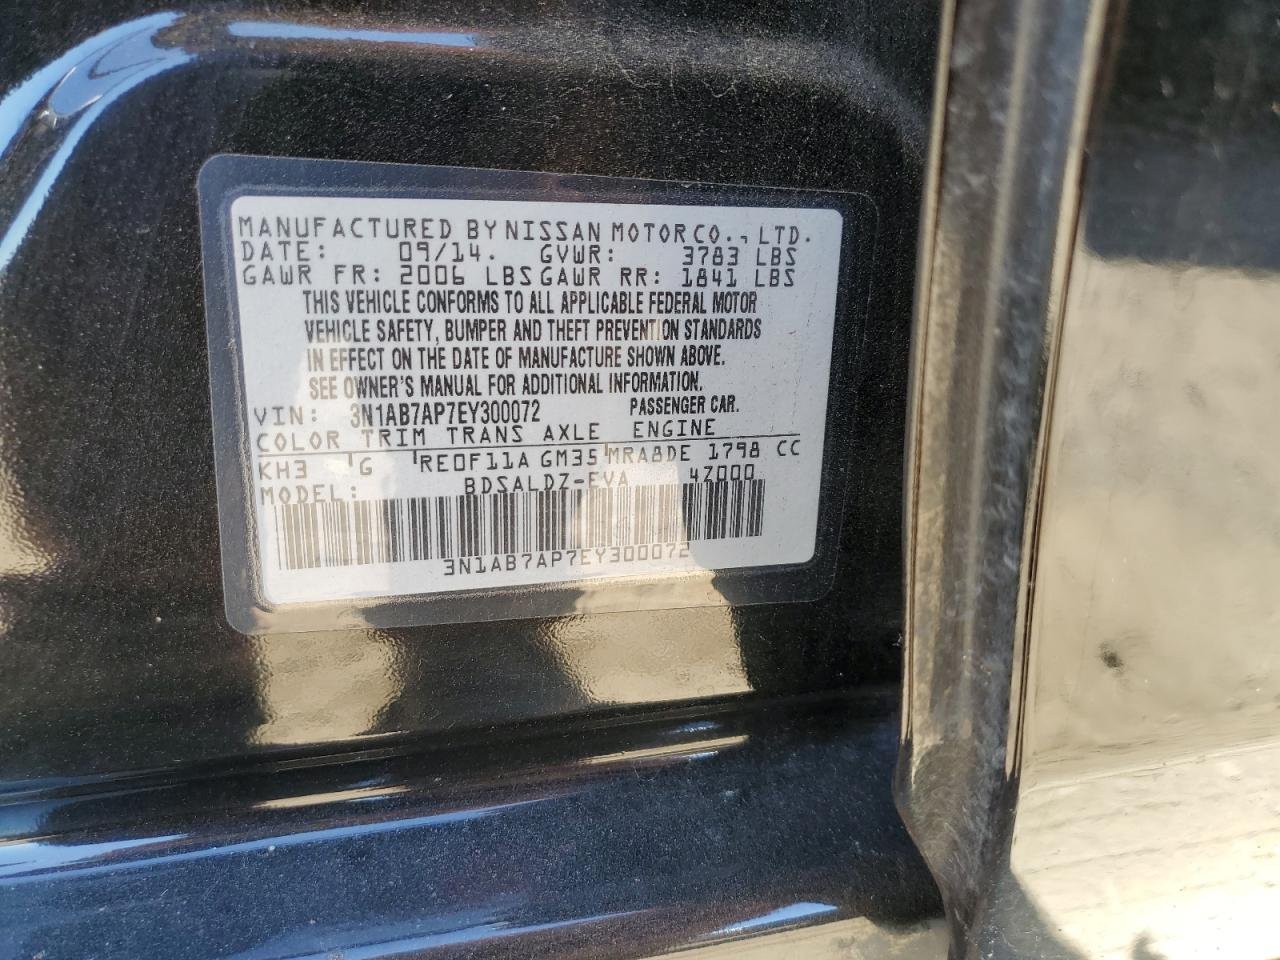 MANUFACTURED BY NISSAN MOTOR CO., LTD.
DATE: 09/14. GVWR: 3783 LBS
GAWR FR: 2006 LBS GAWR RR: 1841 LBS
THIS VEHICLE CONFORMS TO ALL APPLICABLE FEDERAL MOTOR
VEHICLE SAFETY, BUMPER AND THEFT PREVENTION STANDARDS
IN EFFECT ON THE DATE OF MANUFACTURE SHOWN ABOVE.
SEE OWNER'S MANUAL FOR ADDITIONAL INFORMATION.
VIN: 3N1AB7AP7EY300072 PASSENGER CAR.
COLOR TRIM TRANS AXLE ENGINE
KH3 G RE0F11A GM35 MRA8DE 1798 CC
MODEL: BDSALDZ-EVA 4Z000
3N1AB7AP7EY300072